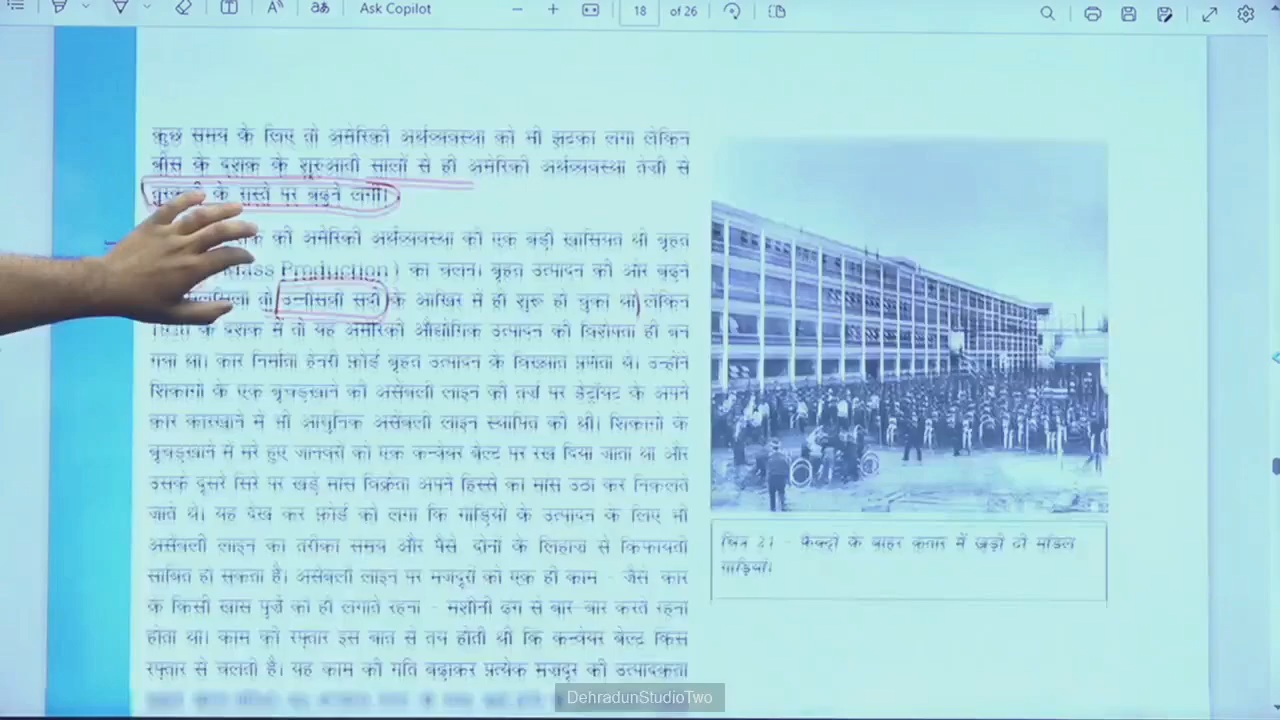 Ask Copilot
18 of 26
कुछ समय के लिए तो अमेरिकी अर्थव्यवस्था को भी झटका लगा लेकिन
बीस के दशक के शुरुआती सालों से ही अमेरिकी अर्थव्यवस्था तेज़ी से
के रास्ते पर बढ़ने लगी।
की अमेरिकी अर्थव्यवस्था की एक बड़ी खासियत थी बृहत
Production) का चलन। बृहत उत्पादन की ओर बढ़ने
तो उन्नीसवीं सदी के आखिर में ही शुरू हो चुका था लेकिन
के दशक में तो यह अमेरिकी औद्योगिक उत्पादन की विशेषता ही बन
गया था। कार निर्माता हेनरी फ़ोर्ड बृहत उत्पादन के विख्यात प्रणेता थे। उन्होंने
शिकागो के एक बूचड़खाने की असेंबली लाइन की तर्ज़ पर डेट्रॉयट के अपने
कार कारखाने में भी आधुनिक असेंबली लाइन स्थापित की थी। शिकागो के
बूचड़खाने में मरे हुए जानवरों को एक कन्वेयर बेल्ट पर रख दिया जाता था और
उसके दूसरे सिरे पर खड़े मांस विक्रेता अपने हिस्से का मांस उठा कर निकलते
जाते थे। यह देख कर फ़ोर्ड को लगा कि गाड़ियों के उत्पादन के लिए भी
असेंबली लाइन का तरीका समय और पैसे दोनों के लिहाज़ से किफ़ायती
साबित हो सकता है। असेंबली लाइन पर मजदूरों को एक ही काम - जैसे कार
के किसी खास पुर्ज़े को ही लगाते रहना - मशीनी ढंग से बार-बार करते रहना
होता था। काम की रफ़्तार इस बात से तय होती थी कि कन्वेयर बेल्ट किस
रफ़्तार से चलती है। यह काम की गति बढ़ाकर प्रत्येक मजदूर की उत्पादकता
चित्र 21 - फ़ैक्ट्री के बाहर कतार में खड़ी टी मॉडल
गाड़ियाँ।
DehradunStudioTwo